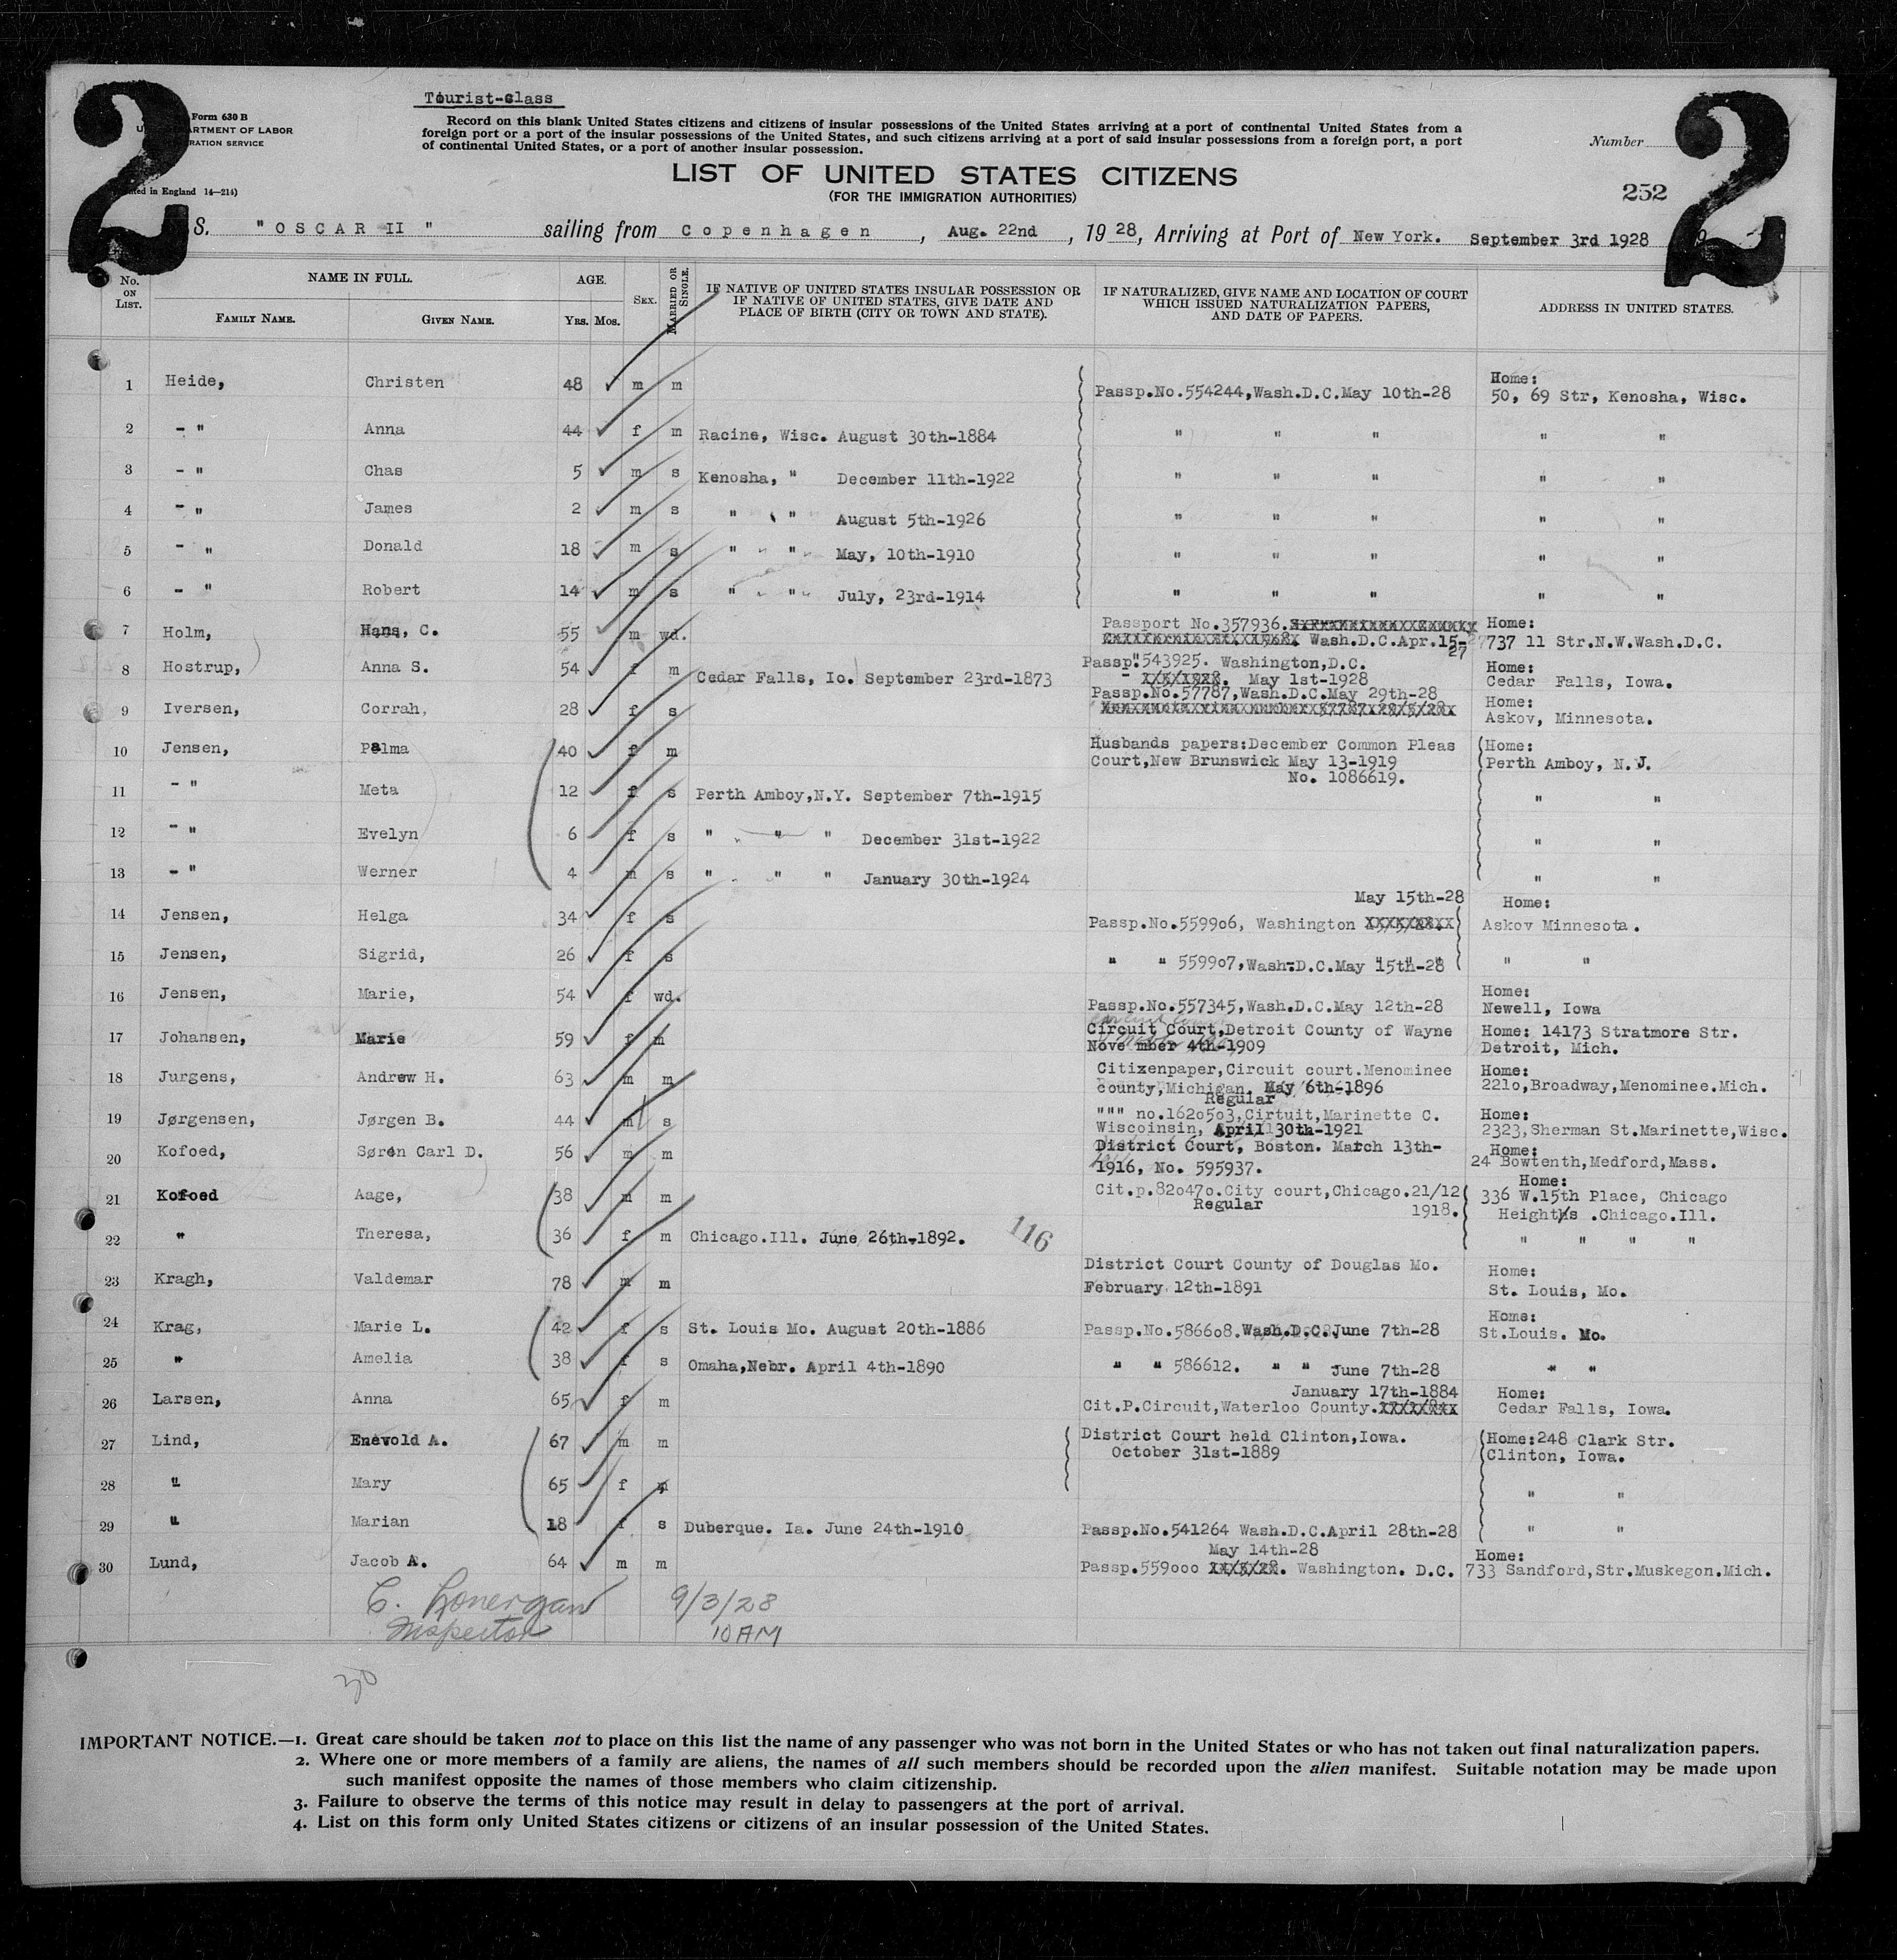 Tourist-class
Form 630 B
U.S. DEPARTMENT OF LABOR
IMMIGRATION SERVICE
(Printed in England 14—214)
Record on this blank United States citizens and citizens of insular possessions of the United States arriving at a port of continental United States from a
foreign port or a port of the insular possessions of the United States, and such citizens arriving at a port of said insular possessions from a foreign port, a port
of continental United States, or a port of another insular possession.
Number
2 2
LIST OF UNITED STATES CITIZENS
(FOR THE IMMIGRATION AUTHORITIES)
252
S. "OSCAR II" sailing from Copenhagen, Aug. 22nd, 1928, Arriving at Port of New York. September 3rd 1928
No. ON LIST. NAME IN FULL. FAMILY NAME. GIVEN NAME. AGE. YRS. MOS. SEX. MARRIED OR SINGLE. IF NATIVE OF UNITED STATES INSULAR POSSESSION OR IF NATIVE OF UNITED STATES, GIVE DATE AND PLACE OF BIRTH (CITY OR TOWN AND STATE). IF NATURALIZED, GIVE NAME AND LOCATION OF COURT WHICH ISSUED NATURALIZATION PAPERS, AND DATE OF PAPERS. ADDRESS IN UNITED STATES.
1 Heide, Christen 48 m m Passp.No.554244,Wash.D.C.May 10th-28 Home: 50, 69 Str, Kenosha, Wisc.
2 - " Anna 44 f m Racine, Wisc. August 30th-1884 " " " " "
3 - " Chas 5 m s Kenosha, " December 11th-1922 " " " " "
4 - " James 2 m s " " August 5th-1926 " " " " "
5 - " Donald 18 m s " " May, 10th-1910 " " " " "
6 - " Robert 14 m s " " July, 23rd-1914 " " " " "
7 Holm, Hans, C. 55 m wd. Passport No.357936. Wash.D.C.Apr.15-27 Home: 737 11 Str.N.W.Wash.D.C.
8 Hostrup, Anna S. 54 f m Cedar Falls, Io. September 23rd-1873 Passp."543925. Washington,D.C. 1/5/1928. May 1st-1928 Home: Cedar Falls, Iowa.
9 Iversen, Corrah, 28 f s Passp.No.57787,Wash.D.C.May 29th-28 Home: Askov, Minnesota.
10 Jensen, Palma 40 f m Husbands papers:December Common Pleas Court,New Brunswick May 13-1919 No. 1086619. Home: Perth Amboy, N.J.
11 - " Meta 12 f s Perth Amboy,N.Y. September 7th-1915 " "
12 - " Evelyn 6 f s " " " December 31st-1922 " "
13 - " Werner 4 m s " " " January 30th-1924 " "
14 Jensen, Helga 34 f s May 15th-28 Passp.No.559906, Washington Home: Askov Minnesota.
15 Jensen, Sigrid, 26 f s " " 559907,Wash.D.C.May 15th-28 " "
16 Jensen, Marie, 54 f wd. Passp.No.557345,Wash.D.C.May 12th-28 Home: Newell, Iowa
17 Johansen, Marie 59 f m Circuit Court,Detroit County of Wayne Nove mber 4th-1909 Home: 14173 Stratmore Str. Detroit, Mich.
18 Jurgens, Andrew H. 63 m m Citixenpaper,Circuit court.Menominee county,Michigan. May 6th-1896 Home: 2210,Broadway,Menominee.Mich.
19 Jørgensen, Jørgen B. 44 m s Regular """ no.1620503,Cirtuit,Marinette C. Wiscoinsin, April 30th-1921 Home: 2323,Sherman St.Marinette,Wisc.
20 Kofoed, Søren Carl D. 56 m m District Court, Boston. March 13th-1916, No. 595937. Home: 24 Bowtenth,Medford,Mass.
21 Kofoed Aage, 38 m m Cit.p.820470.City court,Chicago.21/12 Regular 1918. Home: 336 W.15th Place, Chicago Heights .Chicago.Ill.
22 " Theresa, 36 f m Chicago.Ill. June 26th-1892. 116 " " " "
23 Kragh, Valdemar 78 m m District Court County of Douglas Mo. February 12th-1891 Home: St. Louis, Mo.
24 Krag, Marie L. 42 f s St. Louis Mo. August 20th-1886 Passp.No.586608.Wash.D.C.June 7th-28 Home: St.Louis. Mo.
25 " Amelia 38 f s Omaha,Nebr. April 4th-1890 " " 586612. " " June 7th-28 " "
26 Larsen, Anna 65 f m January 17th-1884 Cit.P.Circuit,Waterloo County. Home: Cedar Falls, Iowa.
27 Lind, Enevold A. 67 m m District Court held Clinton,Iowa. October 31st-1889 Home:248 Clark Str. Clinton, Iowa.
28 " Mary 65 f m " "
29 " Marian 18 f s Duberque. Ia. June 24th-1910 Passp.No.541264 Wash.D.C.April 28th-28 " "
30 Lund, Jacob A. 64 m m May 14th-28 Passp.559000 14/5/28. Washington. D.C. Home: 733 Sandford,Str.Muskegon.Mich.
C. Lonergan 9/3/28
Inspector 10 AM
30
IMPORTANT NOTICE.—1. Great care should be taken not to place on this list the name of any passenger who was not born in the United States or who has not taken out final naturalization papers.
2. Where one or more members of a family are aliens, the names of all such members should be recorded upon the alien manifest. Suitable notation may be made upon
such manifest opposite the names of those members who claim citizenship.
3. Failure to observe the terms of this notice may result in delay to passengers at the port of arrival.
4. List on this form only United States citizens or citizens of an insular possession of the United States.